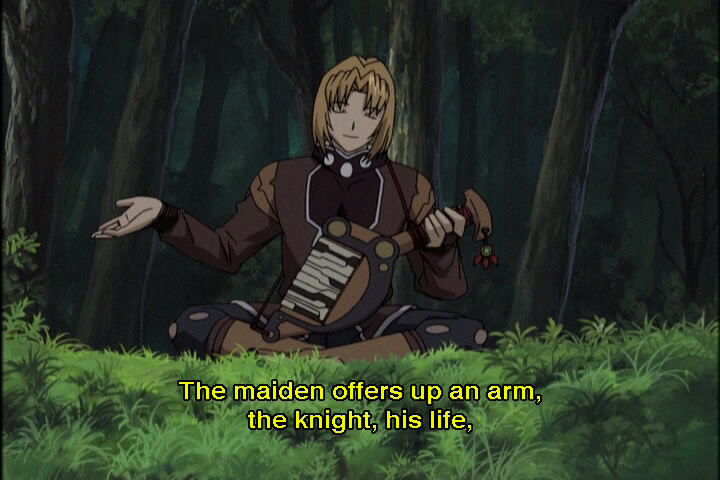 The maiden offers up an arm,
the knight, his life,